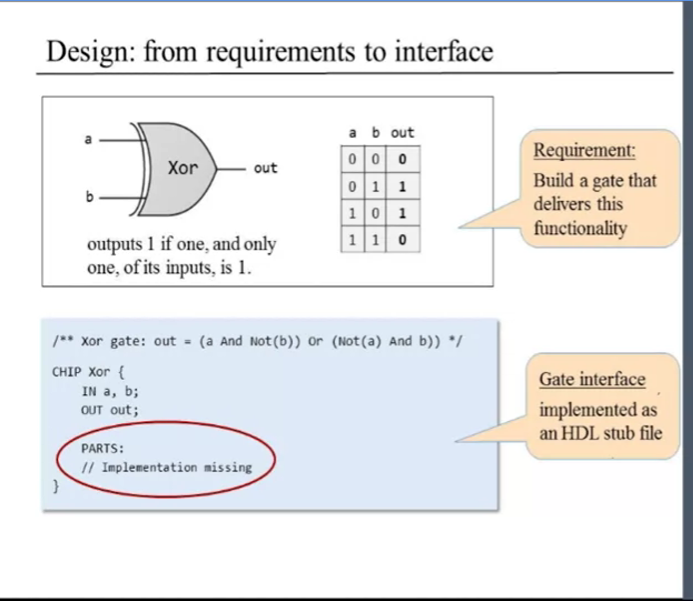 Design: from requirements to interface
a
Xor
out
b
outputs 1 if one, and only
one, of its inputs, is 1.
a b out
0 0 0
0 1 1
1 0 1
1 1 0
Requirement:
Build a gate that
delivers this
functionality
/** Xor gate: out = (a And Not(b)) Or (Not(a) And b)) */
CHIP Xor {
IN a, b;
OUT out;
PARTS:
// Implementation missing
}
Gate interface
implemented as
an HDL stub file